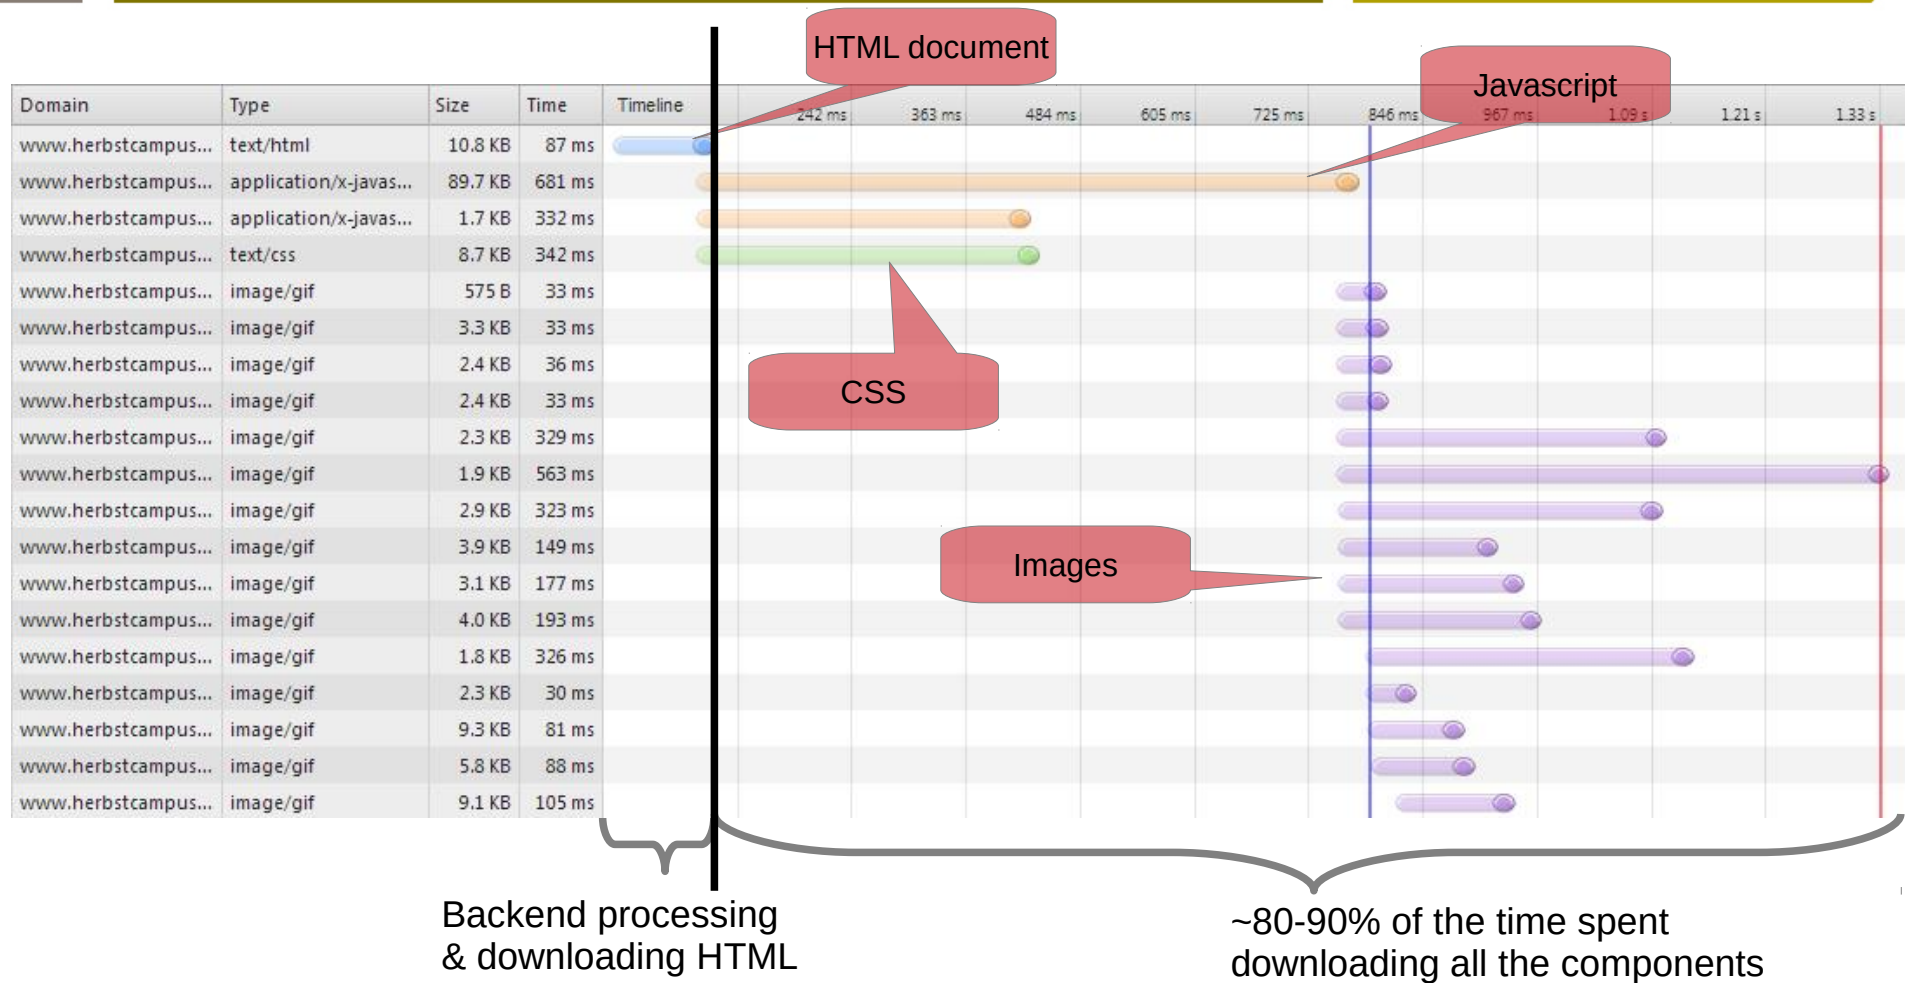 HTML document
Javascript
Domain Type Size Time Timeline 242 ms 363 ms 484 ms 605 ms 725 ms 846 ms 967 ms 1.09 s 1.21 s 1.33 s
www.herbstcampus... text/html 10.8 KB 87 ms
www.herbstcampus... application/x-javas... 89.7 KB 681 ms
www.herbstcampus... application/x-javas... 1.7 KB 332 ms
www.herbstcampus... text/css 8.7 KB 342 ms
www.herbstcampus... image/gif 575 B 33 ms
www.herbstcampus... image/gif 3.3 KB 33 ms
www.herbstcampus... image/gif 2.4 KB 36 ms
CSS
www.herbstcampus... image/gif 2.4 KB 33 ms
www.herbstcampus... image/gif 2.3 KB 329 ms
www.herbstcampus... image/gif 1.9 KB 563 ms
www.herbstcampus... image/gif 2.9 KB 323 ms
www.herbstcampus... image/gif 3.9 KB 149 ms
Images
www.herbstcampus... image/gif 3.1 KB 177 ms
www.herbstcampus... image/gif 4.0 KB 193 ms
www.herbstcampus... image/gif 1.8 KB 326 ms
www.herbstcampus... image/gif 2.3 KB 30 ms
www.herbstcampus... image/gif 9.3 KB 81 ms
www.herbstcampus... image/gif 5.8 KB 88 ms
www.herbstcampus... image/gif 9.1 KB 105 ms
Backend processing
& downloading HTML
~80-90% of the time spent
downloading all the components